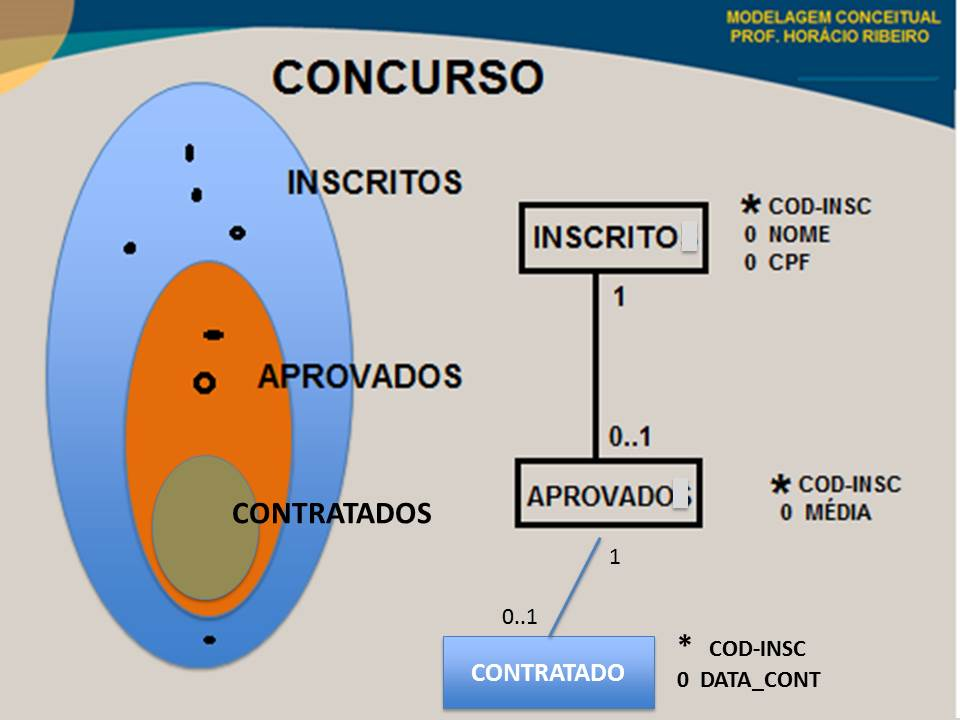 MODELAGEM CONCEITUAL
PROF. HORÁCIO RIBEIRO
CONCURSO
INSCRITOS
APROVADOS
CONTRATADOS
INSCRITO
* COD-INSC
0 NOME
0 CPF
1
0..1
APROVADO
* COD-INSC
0 MÉDIA
1
0..1
CONTRATADO
* COD-INSC
0 DATA_CONT